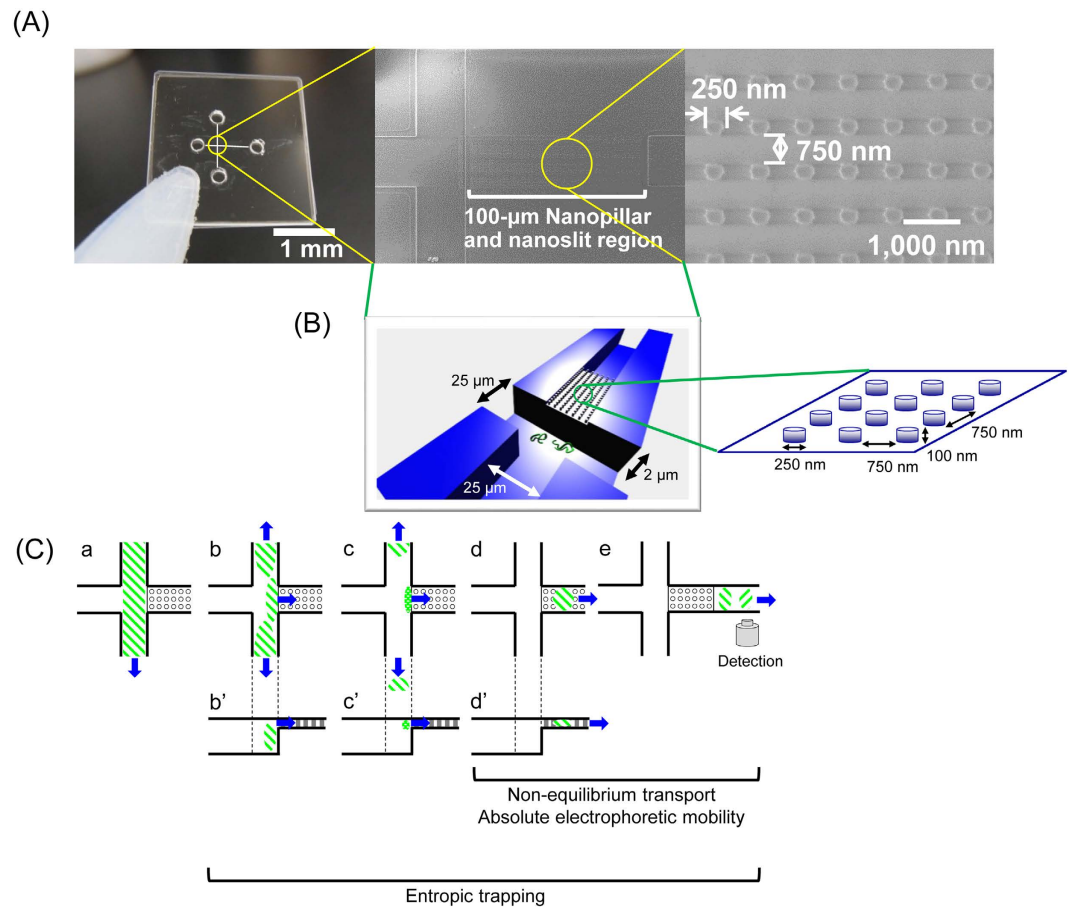 (A)
250 nm
750 nm
100-µm Nanopillar
and nanoslit region
1 mm
1,000 nm
(B)
25 µm
25 µm
2 µm
250 nm
750 nm
100 nm
750 nm
(C)
a
b
c
d
e
Detection
b’
c’
d’
Non-equilibrium transport
Absolute electrophoretic mobility
Entropic trapping